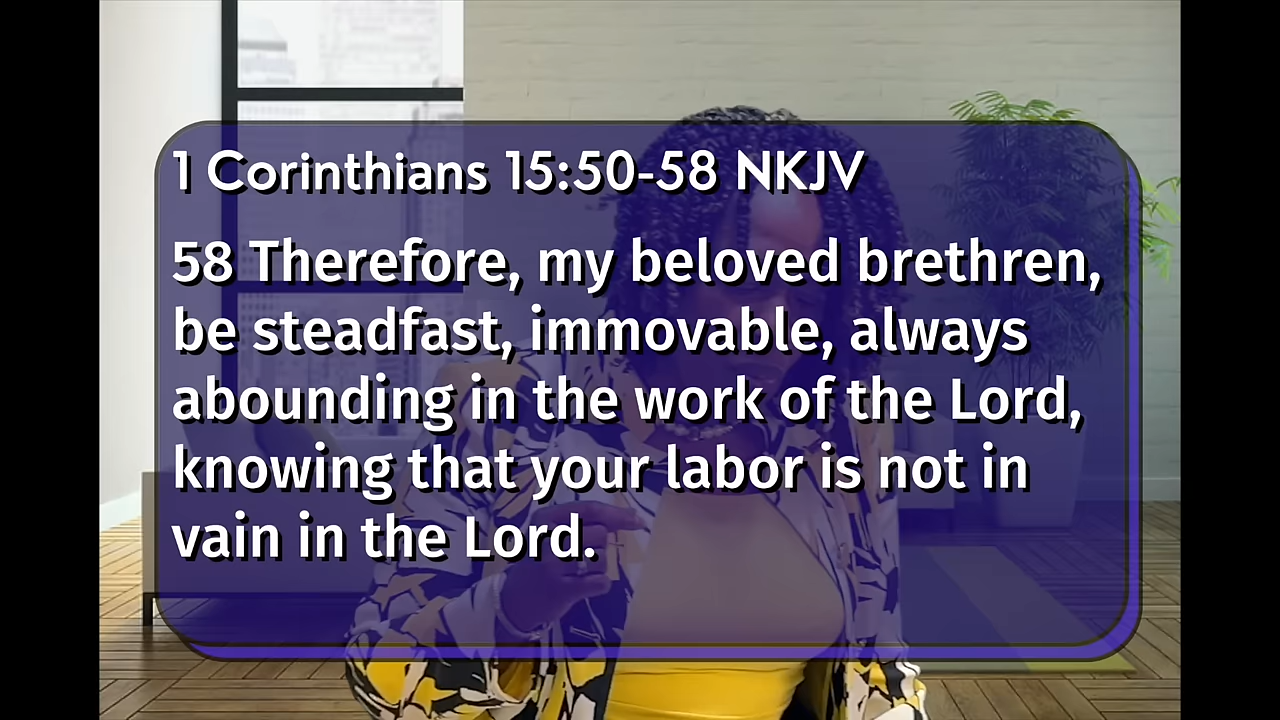 1 Corinthians 15:50-58 NKJV
58 Therefore, my beloved brethren,
be steadfast, immovable, always
abounding in the work of the Lord,
knowing that your labor is not in
vain in the Lord.